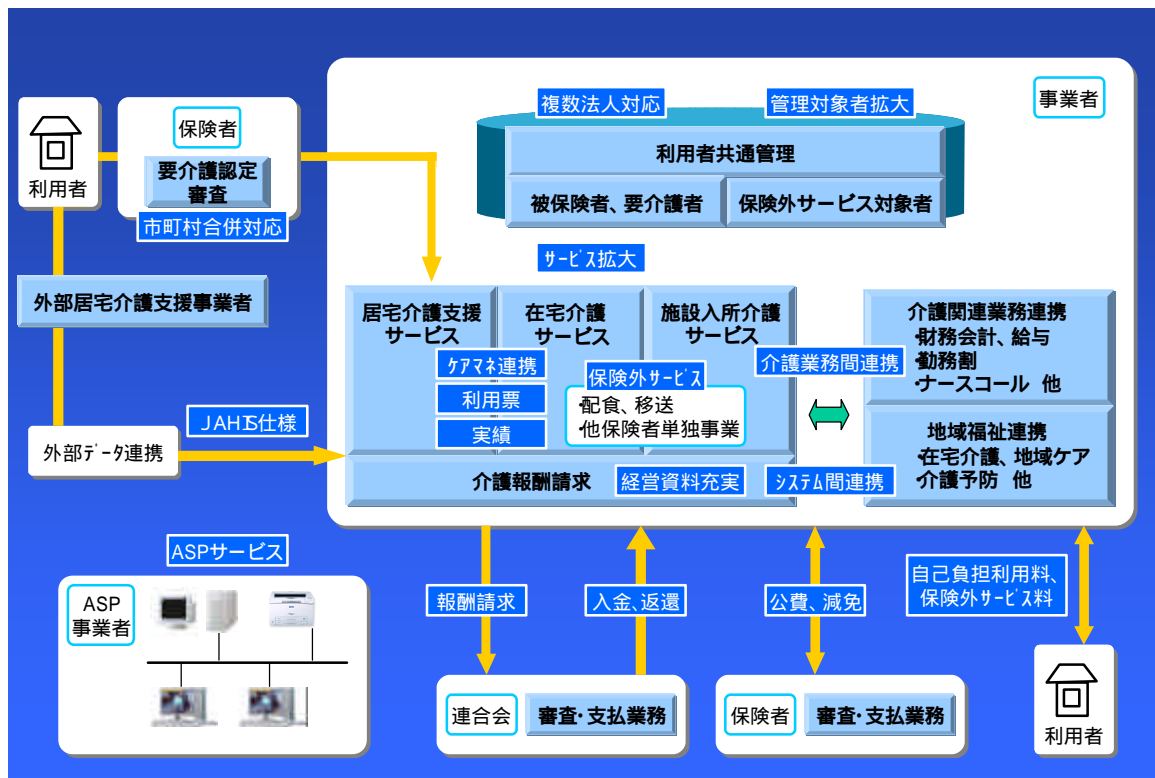 利用者
保険者
要介護認定
審査
市町村合併対応
外部居宅介護支援事業者
JAHIS仕様
外部ﾃﾞｰﾀ連携
事業者
複数法人対応
管理対象者拡大
利用者共通管理
被保険者、要介護者
保険外サービス対象者
ｻｰﾋﾞｽ拡大
居宅介護支援
サービス
在宅介護
サービス
施設入所介護
サービス
ｹｱﾏﾈ連携
利用票
実績
保険外サービス
・配食、移送
・他保険者単独事業
介護報酬請求
経営資料充実
介護業務間連携
ｼｽﾃﾑ間連携
介護関連業務連携
・財務会計、給与
・勤務割
・ナースコール 他
地域福祉連携
・在宅介護、地域ケア
・介護予防 他
ASPサービス
ASP
事業者
報酬請求
入金、返還
公費、減免
自己負担利用料、
保険外サービス料
連合会
審査・支払業務
保険者
審査・支払業務
利用者